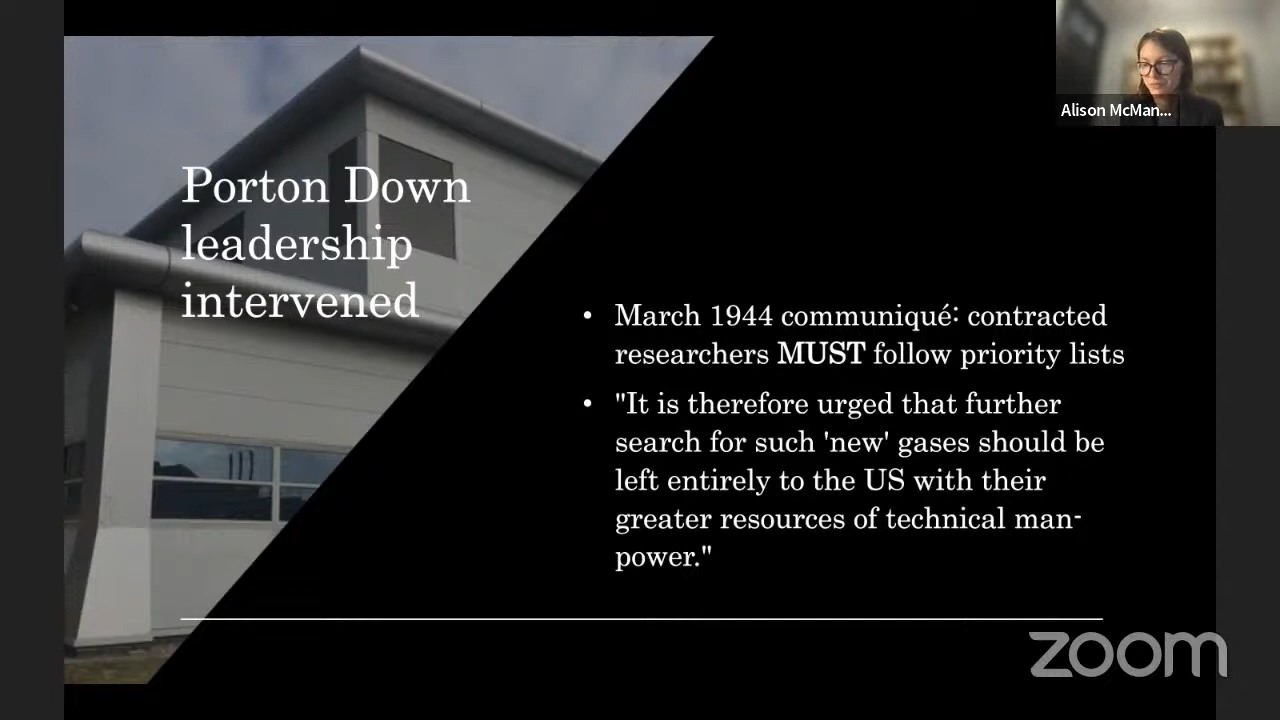 Alison McMan...
Porton Down
leadership
intervened
• March 1944 communiqué: contracted
researchers MUST follow priority lists
• "It is therefore urged that further
search for such 'new' gases should be
left entirely to the US with their
greater resources of technical man-
power."
zoom